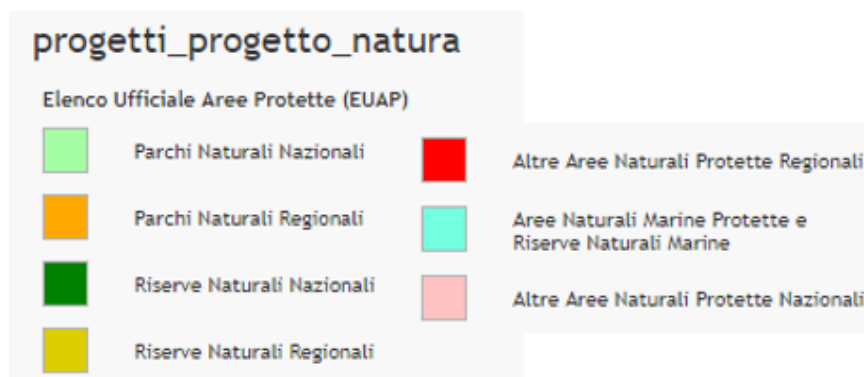 progetti_progetto_natura
Elenco Ufficiale Aree Protette (EUAP)
Parchi Naturali Nazionali
Parchi Naturali Regionali
Riserve Naturali Nazionali
Riserve Naturali Regionali
Altre Aree Naturali Protette Regionali
Aree Naturali Marine Protette e
Riserve Naturali Marine
Altre Aree Naturali Protette Nazionali